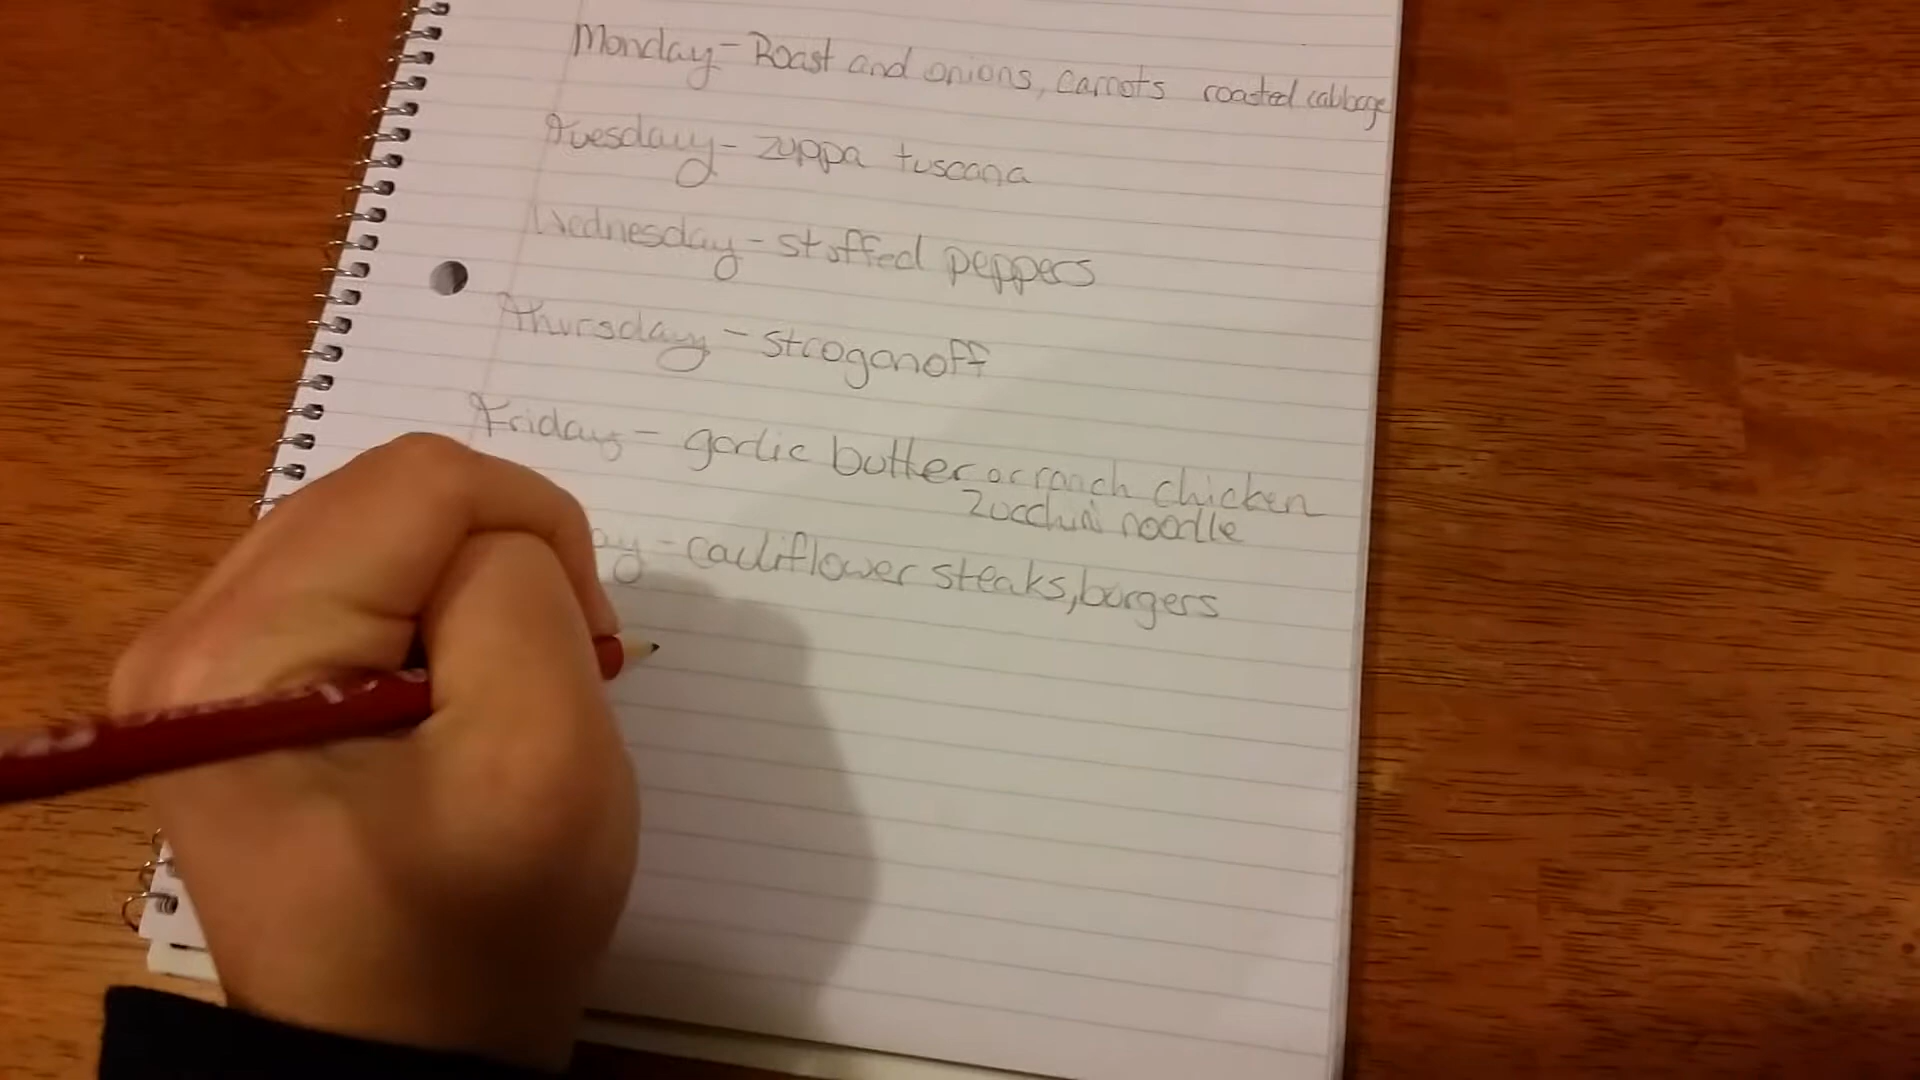 Monday - Roast and onions, carrots roasted cabbage
Tuesday - zuppa tuscana
Wednesday - stuffed peppers
Thursday - stroganoff
Friday - garlic butter or ranch chicken
zucchini noodle
ay - cauliflower steaks, burgers